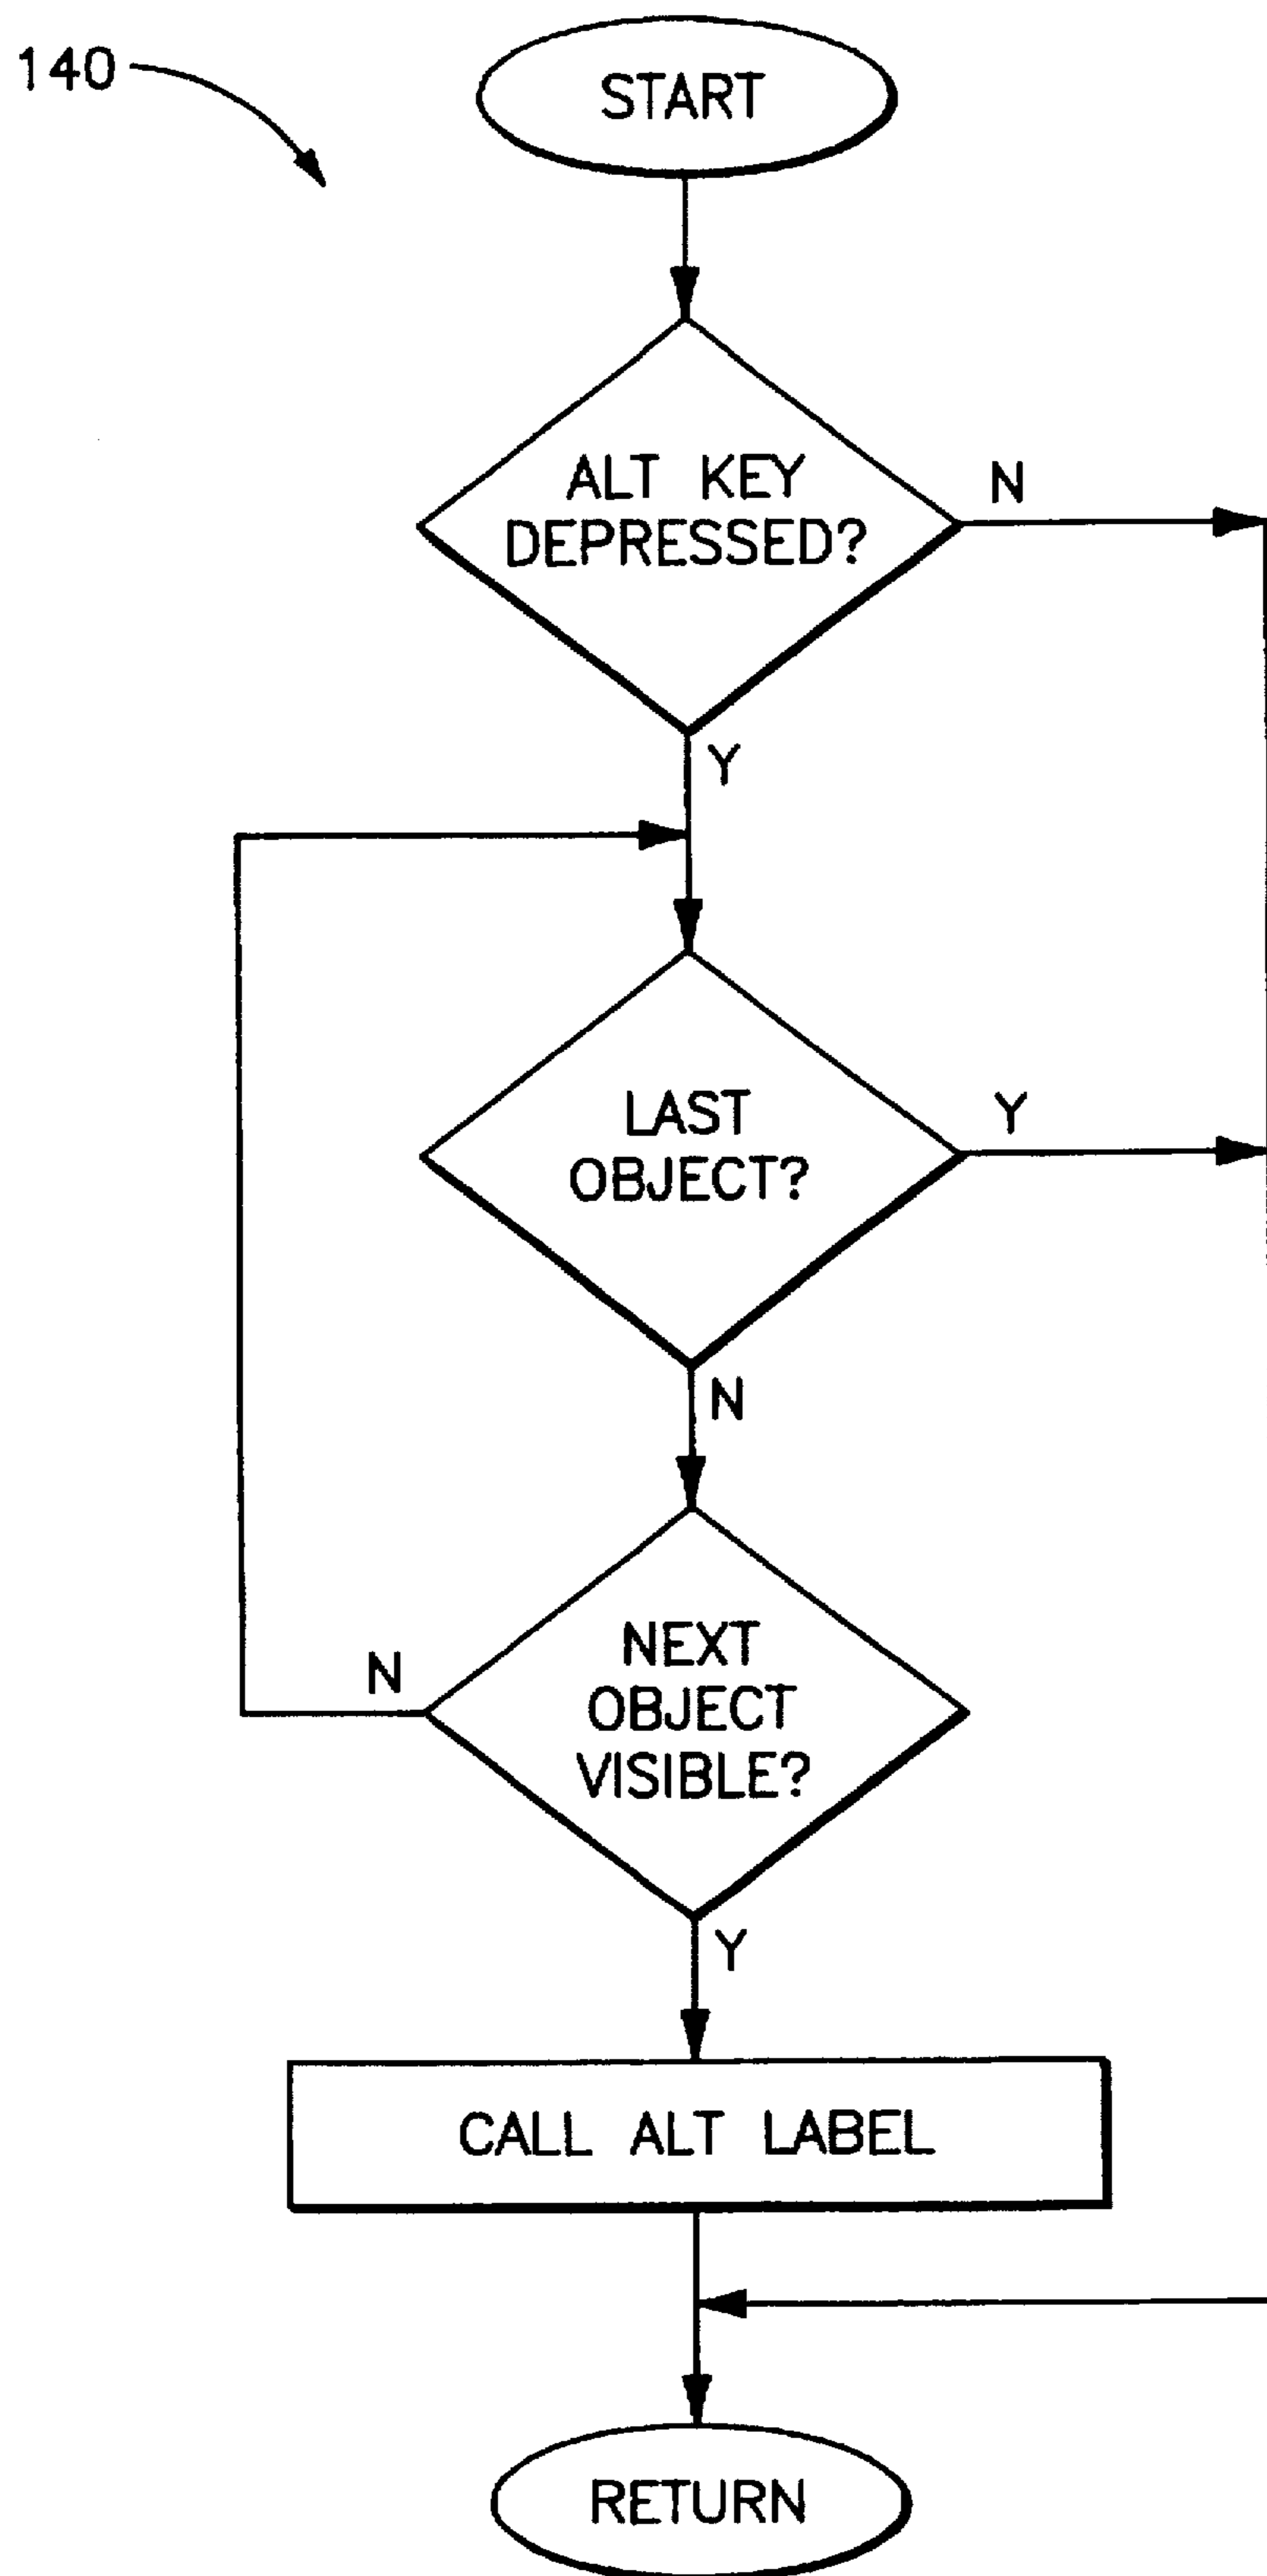 140
START
ALT KEY
DEPRESSED?
N
Y
LAST
OBJECT?
Y
N
NEXT
OBJECT
VISIBLE?
N
Y
CALL ALT LABEL
RETURN